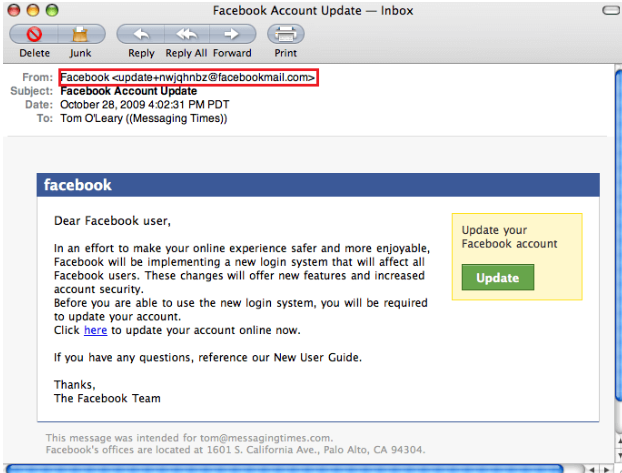 Facebook Account Update — Inbox
Delete Junk Reply Reply All Forward Print
From: Facebook <update+nwjqhnbz@facebookmail.com>
Subject: Facebook Account Update
Date: October 28, 2009 4:02:31 PM PDT
To: Tom O'Leary ((Messaging Times))
facebook
Dear Facebook user,
In an effort to make your online experience safer and more enjoyable,
Facebook will be implementing a new login system that will affect all
Facebook users. These changes will offer new features and increased
account security.
Before you are able to use the new login system, you will be required
to update your account.
Click here to update your account online now.
If you have any questions, reference our New User Guide.
Thanks,
The Facebook Team
Update your
Facebook account
Update
This message was intended for tom@messagingtimes.com.
Facebook's offices are located at 1601 S. California Ave., Palo Alto, CA 94304.